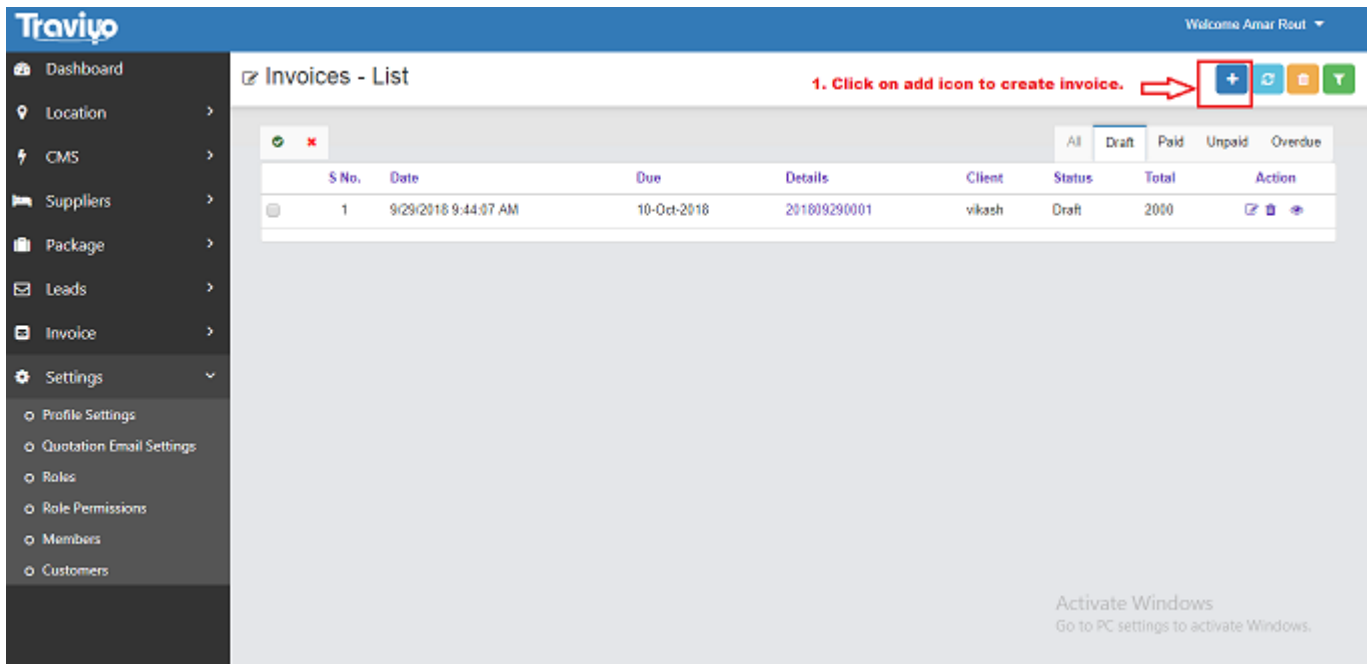 Traviyo
Welcome Amar Rout
Dashboard
Location
CMS
Suppliers
Package
Leads
Invoice
Settings
Profile Settings
Quotation Email Settings
Roles
Role Permissions
Members
Customers
Invoices - List
1. Click on add icon to create invoice.
All Draft Paid Unpaid Overdue
S No. Date Due Details Client Status Total Action
1 9/29/2018 9:44:07 AM 10-Oct-2018 201809290001 vikash Draft 2000
Activate Windows
Go to PC settings to activate Windows.